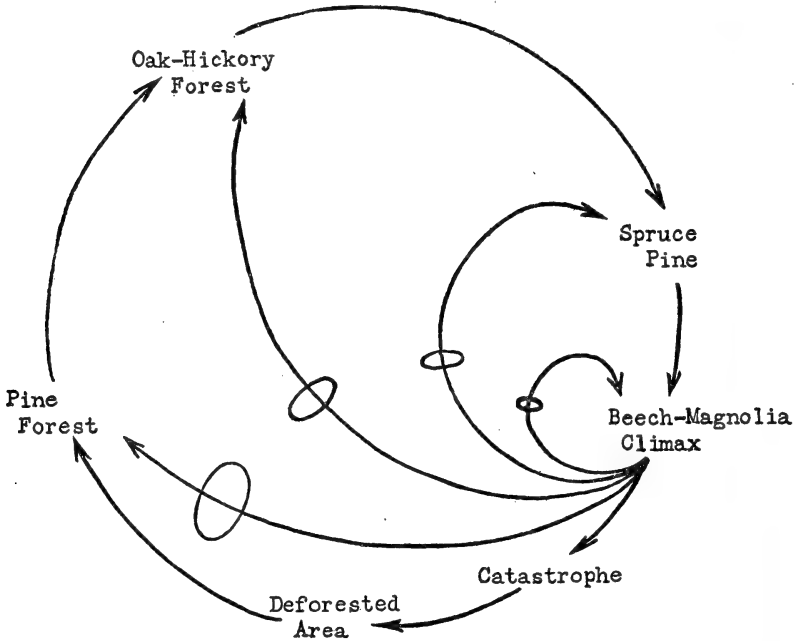 Oak-Hickory
Forest
Spruce
Pine
Pine
Forest
Beech-Magnolia
Climax
Catastrophe
Deforested
Area